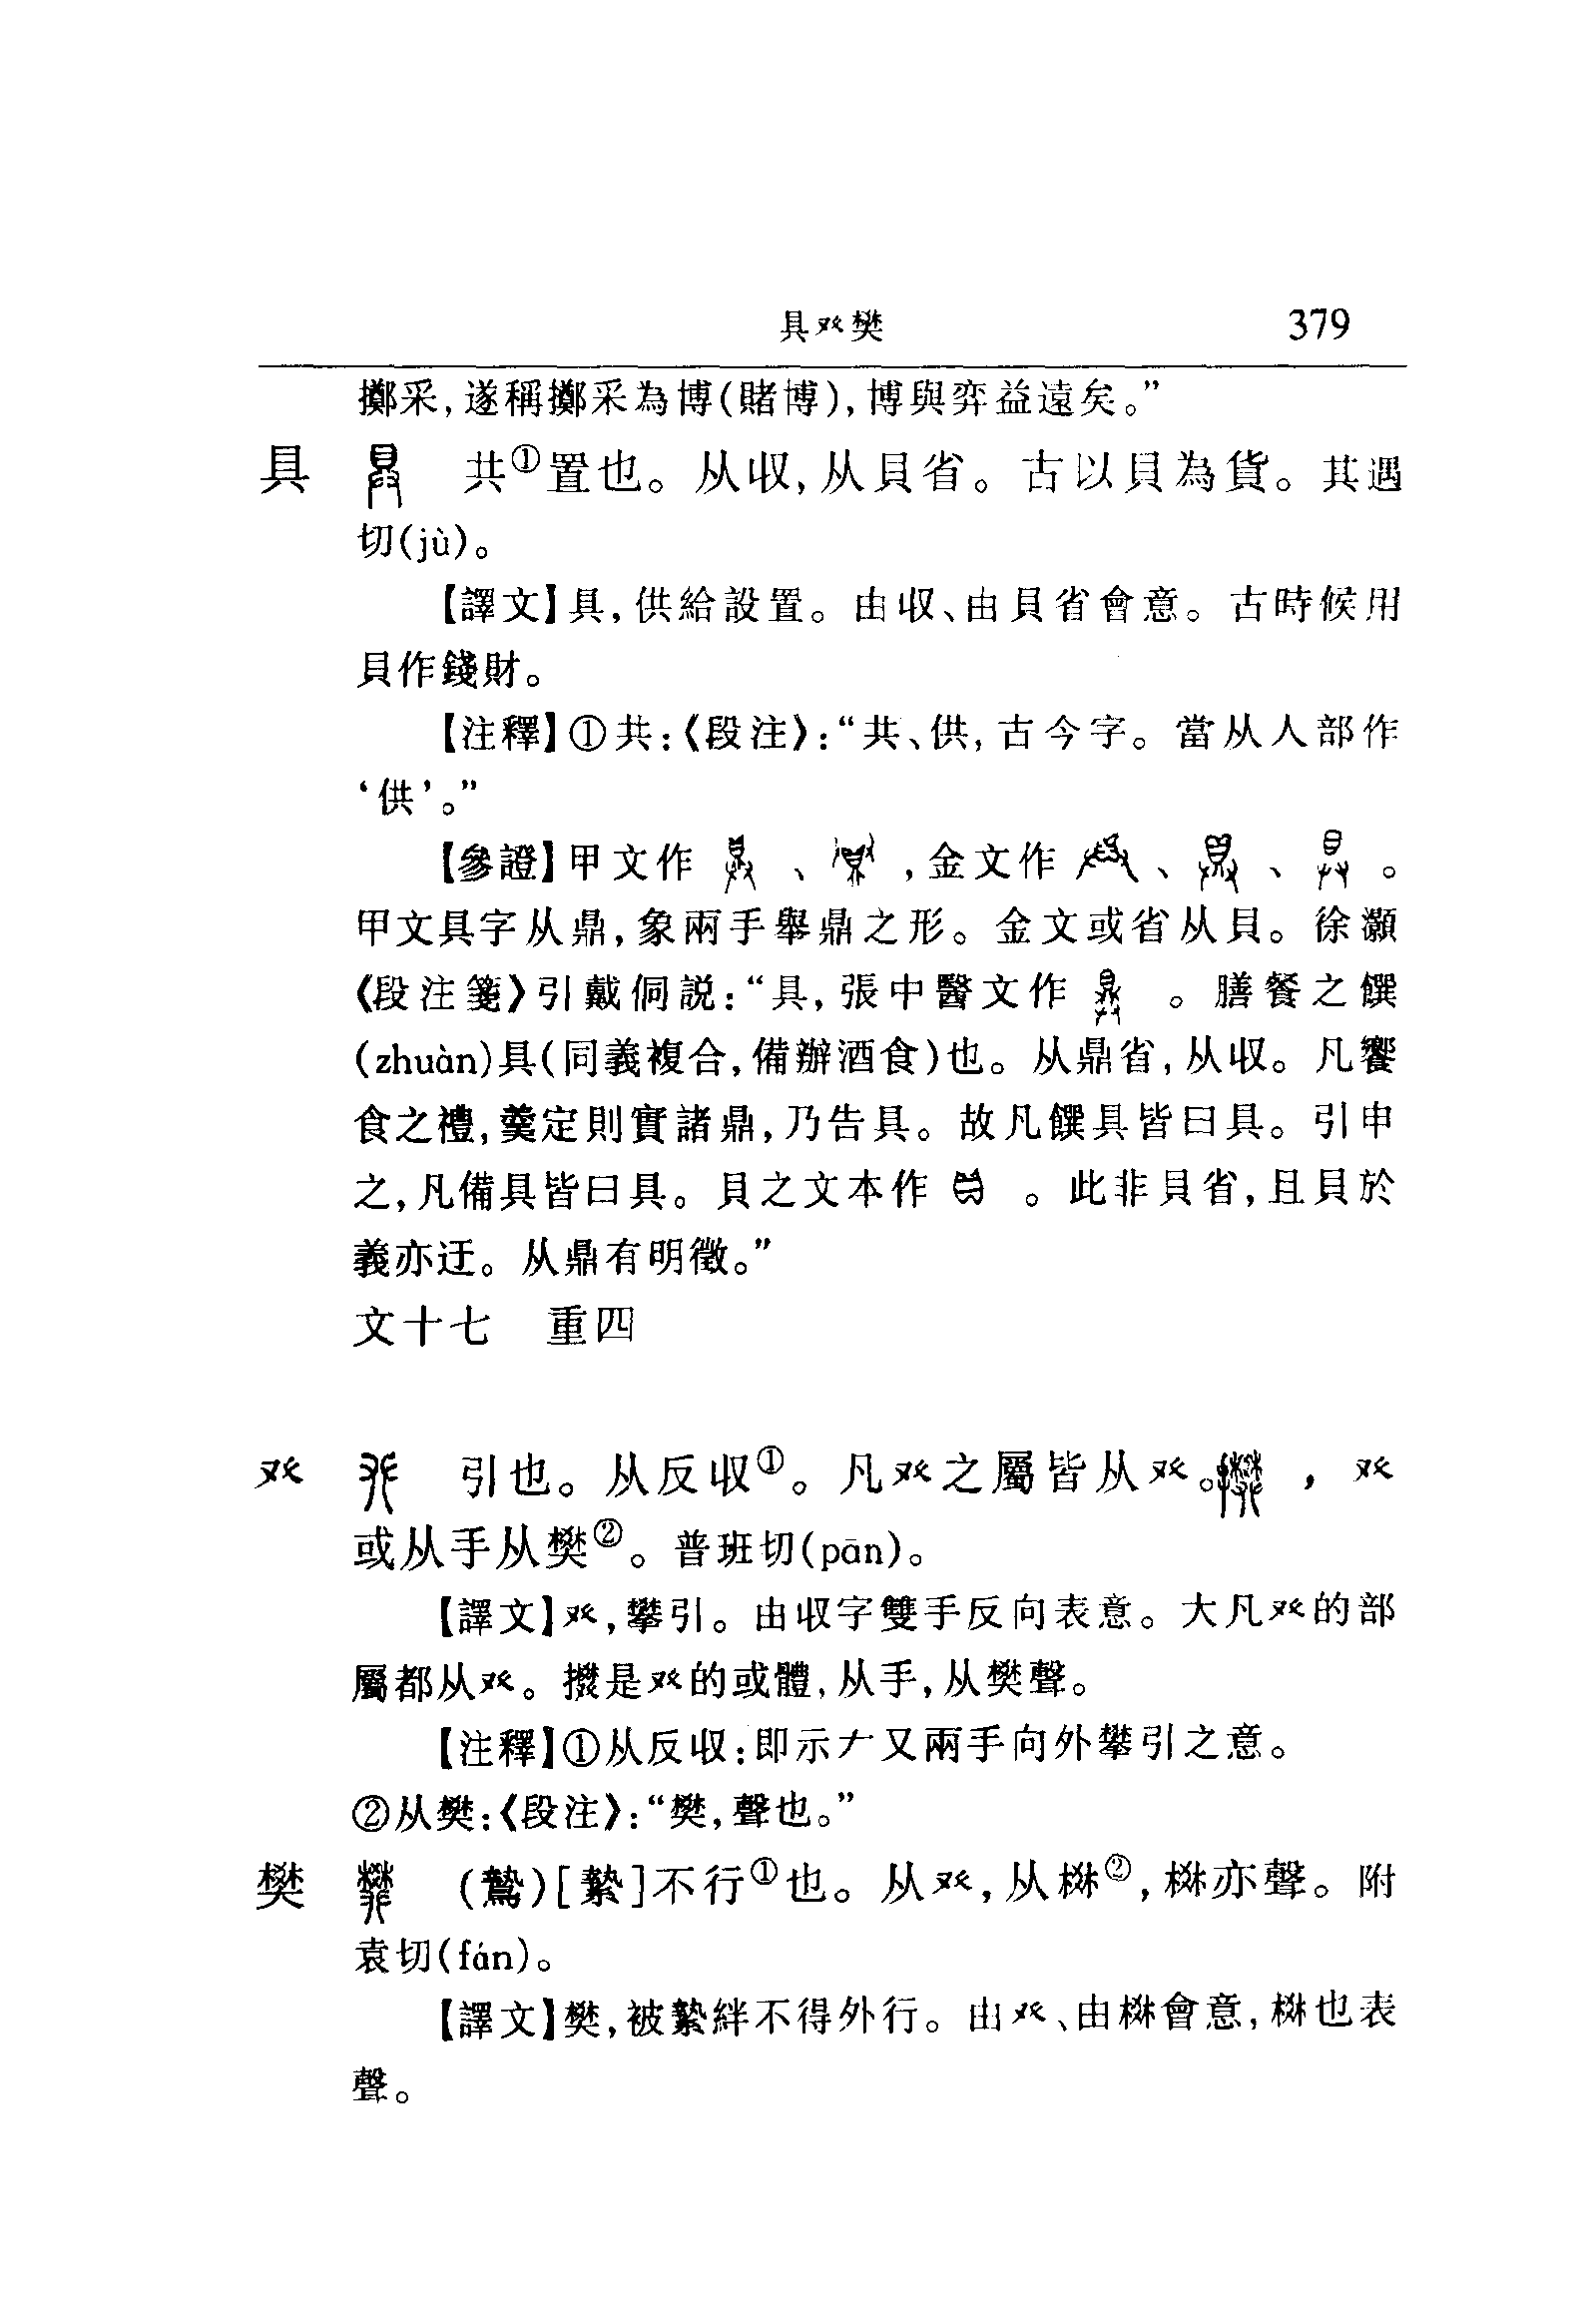 具𠬜樊 379
擲采,遂稱擲采為博(賭博),博與弈益遠矣。”
具 共①置也。从収,从貝省。古以貝為貨。其遇
切(jù)。
【譯文】具,供給設置。由収、由貝省會意。古時候用
貝作錢財。
【注釋】①共:《段注》:“共、供,古今字。當从人部作
‘供’。”
【參證】甲文作 、 ,金文作 、 、 。
甲文具字从鼎,象兩手舉鼎之形。金文或省从貝。徐灝
《段注箋》引戴侗説:“具,張中醫文作 。膳餐之饌
(zhuàn)具(同義複合,備辦酒食)也。从鼎省,从収。凡饗
食之禮,羹定則實諸鼎,乃告具。故凡饌具皆曰具。引申
之,凡備具皆曰具。貝之文本作 。此非貝省,且貝於
義亦迂。从鼎有明徵。”
文十七 重四
𠬜 引也。从反収①。凡𠬜之屬皆从𠬜。 ,𠬜
或从手从樊②。普班切(pān)。
【譯文】𠬜,攀引。由収字雙手反向表意。大凡𠬜的部
屬都从𠬜。 是𠬜的或體,从手,从樊聲。
【注釋】①从反収:即示𠂇又兩手向外攀引之意。
②从樊:《段注》:“樊,聲也。”
樊 (鷙)[縶]不行①也。从𠬜,从棥②,棥亦聲。附
袁切(fán)。
【譯文】樊,被縶絆不得外行。由𠬜、由棥會意,棥也表
聲。